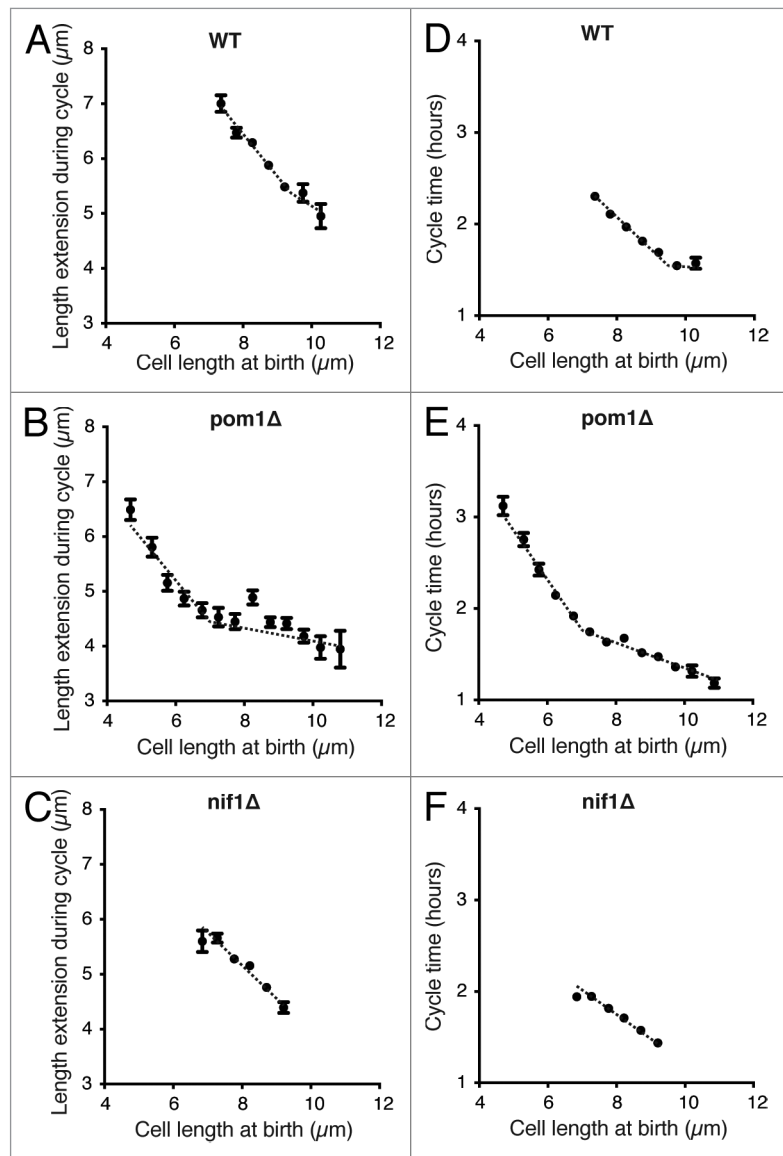 A
WT
Length extension during cycle (µm)
8
7
6
5
4
3
4 6 8 10 12
Cell length at birth (µm)
D
WT
Cycle time (hours)
4
3
2
1
4 6 8 10 12
Cell length at birth (µm)
B
pom1Δ
Length extension during cycle (µm)
8
7
6
5
4
3
4 6 8 10 12
Cell length at birth (µm)
E
pom1Δ
Cycle time (hours)
4
3
2
1
4 6 8 10 12
Cell length at birth (µm)
C
nif1Δ
Length extension during cycle (µm)
8
7
6
5
4
3
4 6 8 10 12
Cell length at birth (µm)
F
nif1Δ
Cycle time (hours)
4
3
2
1
4 6 8 10 12
Cell length at birth (µm)